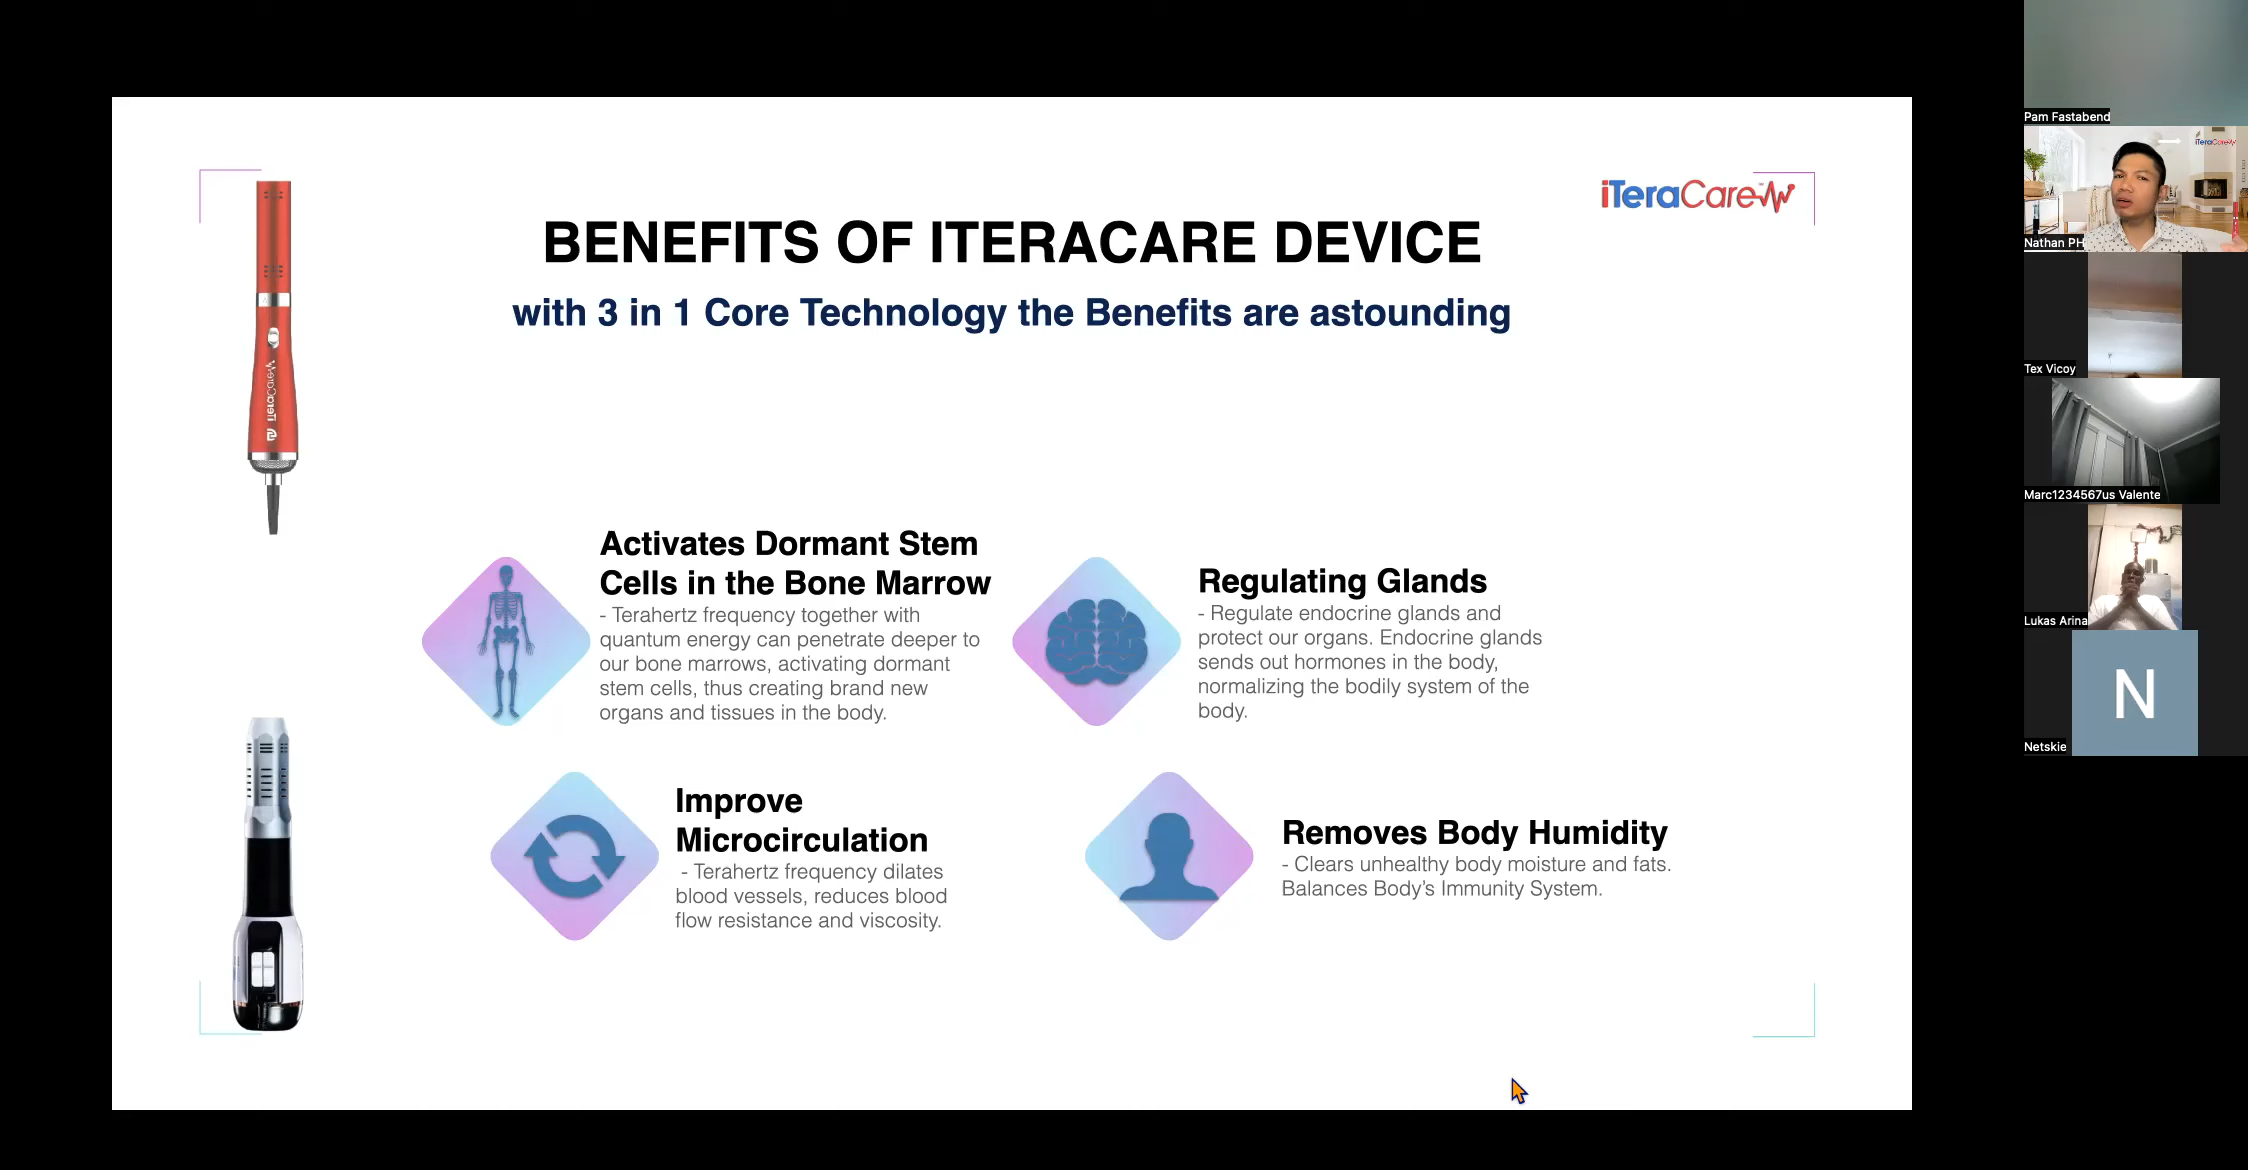 iTeraCare
BENEFITS OF ITERACARE DEVICE
with 3 in 1 Core Technology the Benefits are astounding
iTeraCare
Activates Dormant Stem
Cells in the Bone Marrow
- Terahertz frequency together with
quantum energy can penetrate deeper to
our bone marrows, activating dormant
stem cells, thus creating brand new
organs and tissues in the body.
Regulating Glands
- Regulate endocrine glands and
protect our organs. Endocrine glands
sends out hormones in the body,
normalizing the bodily system of the
body.
Improve
Microcirculation
- Terahertz frequency dilates
blood vessels, reduces blood
flow resistance and viscosity.
Removes Body Humidity
- Clears unhealthy body moisture and fats.
Balances Body's Immunity System.
Pam Fastabend
iTeraCare
Nathan PH
Tex Vicoy
Marc1234567us Valente
Lukas Arina
N
Netskie